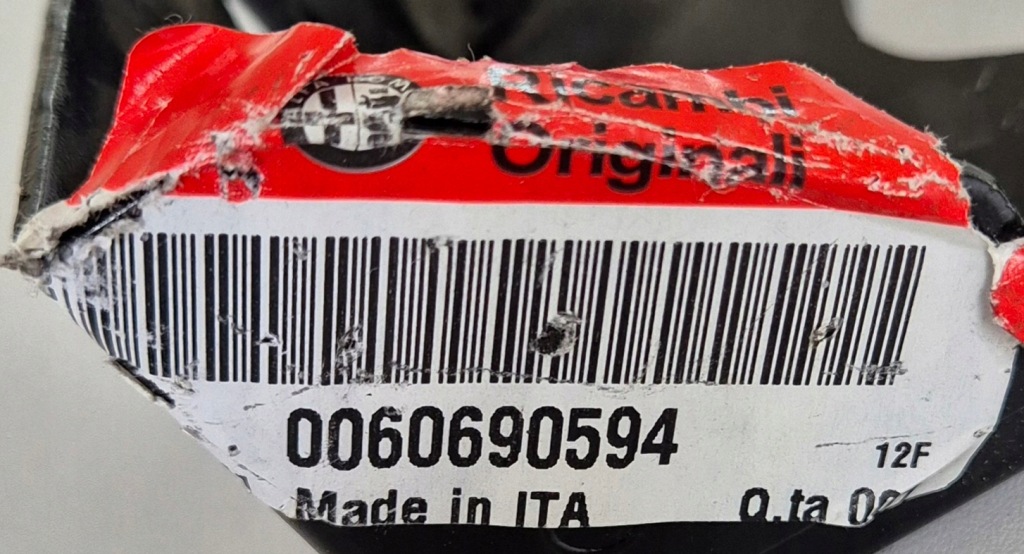 Ricambi
Originali
0060690594
12F
Made in ITA
Q.ta